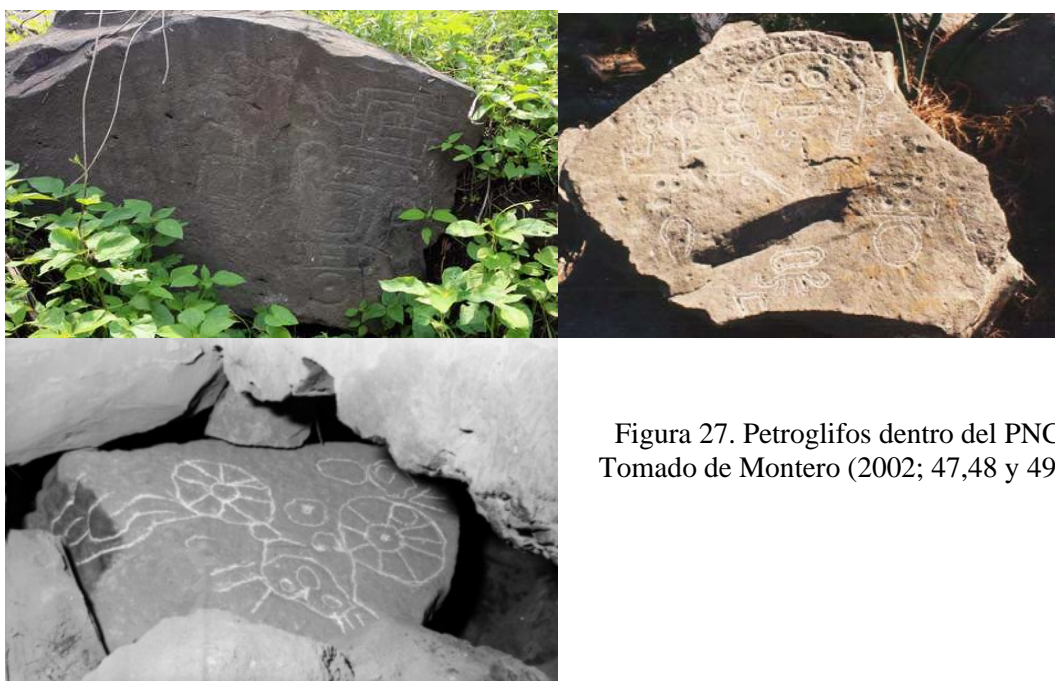 Figura 27. Petroglifos dentro del PNC
Tomado de Montero (2002; 47,48 y 49